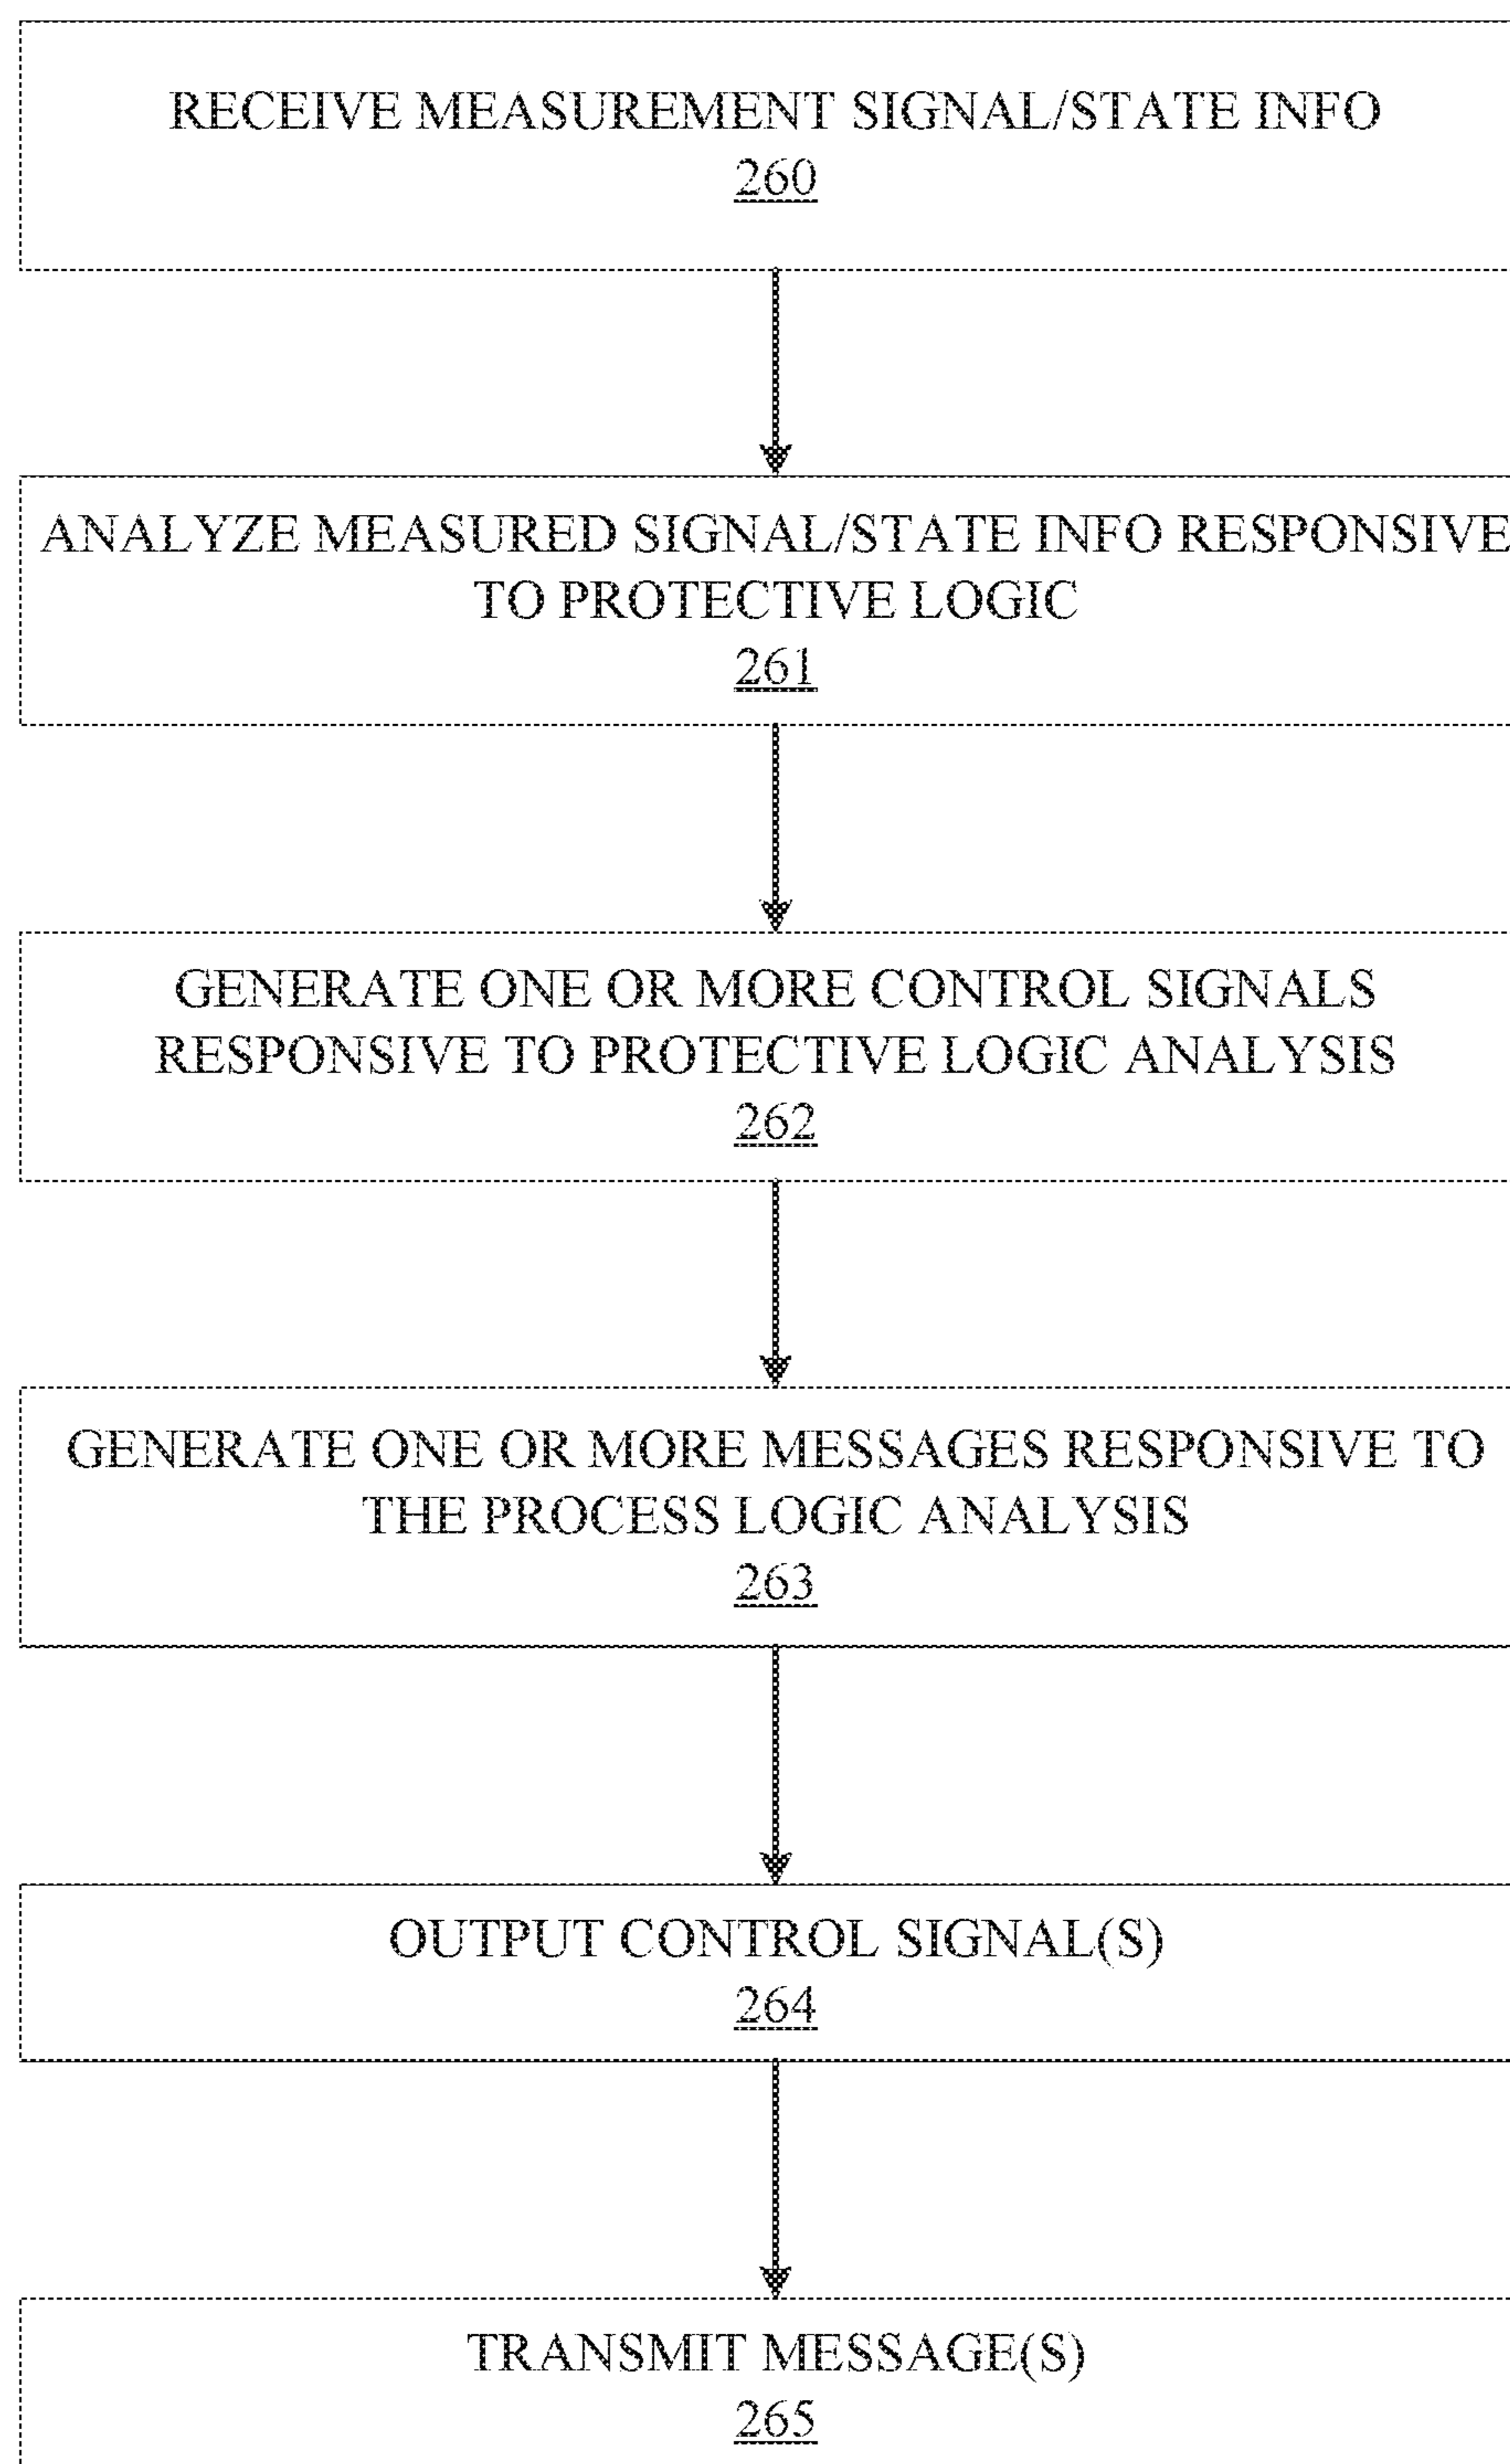 RECEIVE MEASUREMENT SIGNAL/STATE INFO
260
ANALYZE MEASURED SIGNAL/STATE INFO RESPONSIVE
TO PROTECTIVE LOGIC
261
GENERATE ONE OR MORE CONTROL SIGNALS
RESPONSIVE TO PROTECTIVE LOGIC ANALYSIS
262
GENERATE ONE OR MORE MESSAGES RESPONSIVE TO
THE PROCESS LOGIC ANALYSIS
263
OUTPUT CONTROL SIGNAL(S)
264
TRANSMIT MESSAGE(S)
265